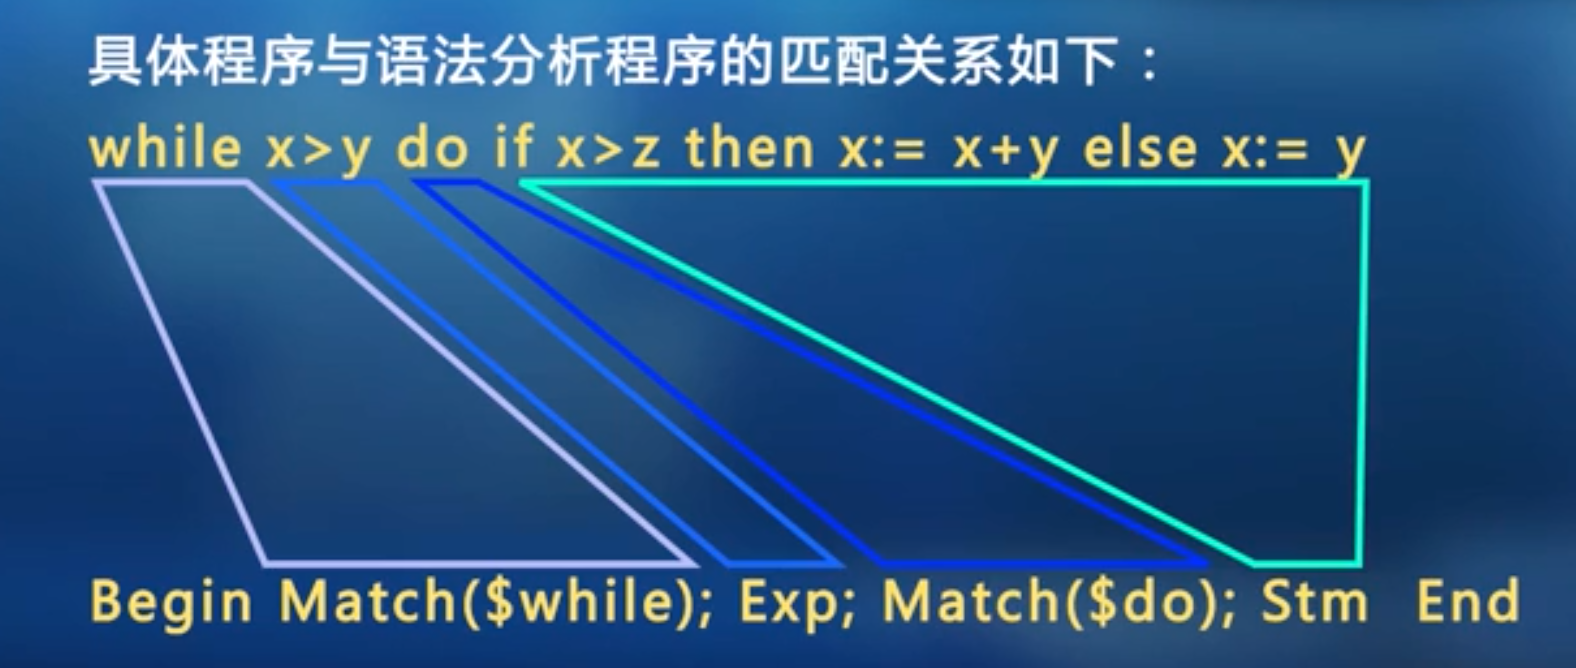 具体程序与语法分析程序的匹配关系如下：
while x>y do if x>z then x:= x+y else x:= y
Begin Match($while); Exp; Match($do); Stm End